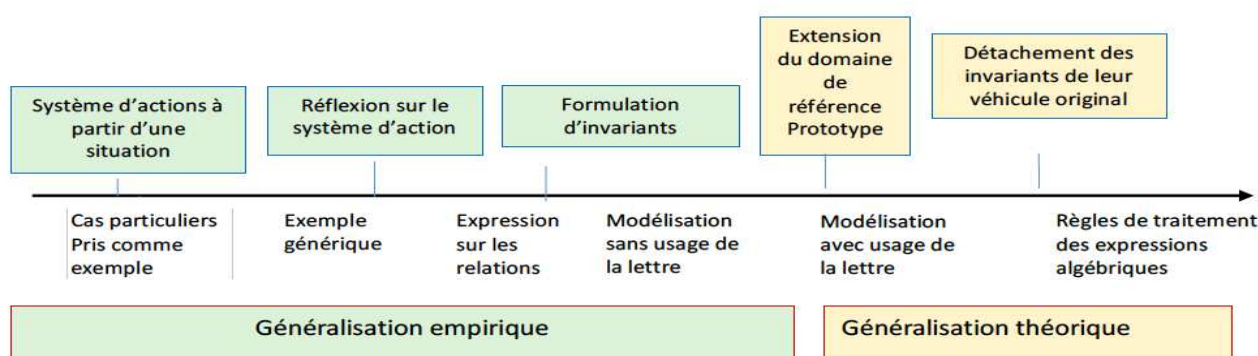 Système d’actions à
partir d’une
situation
Réflexion sur le
système d’action
Formulation
d’invariants
Extension
du domaine
de
référence
Prototype
Détachement des
invariants de leur
véhicule original
Cas particuliers
Pris comme
exemple
Exemple
générique
Expression
sur les
relations
Modélisation
sans usage de
la lettre
Modélisation
avec usage de
la lettre
Règles de traitement
des expressions
algébriques
Généralisation empirique
Généralisation théorique